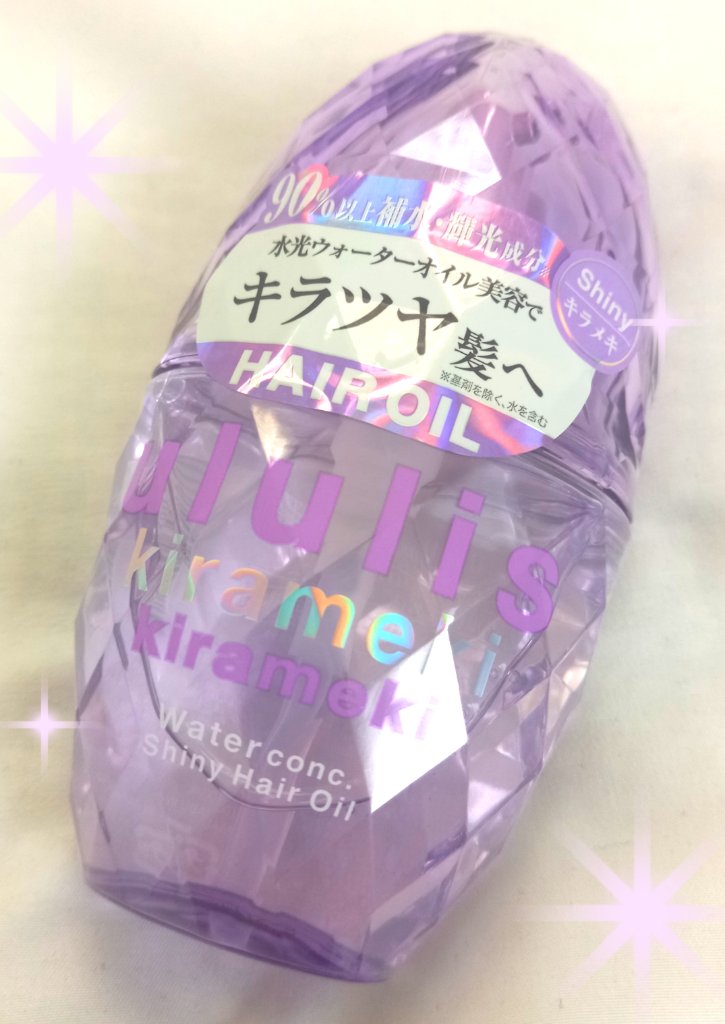 90%以上補水・輝光成分※
水光ウォーターオイル美容で
キラツヤ髪へ
※基剤を除く、水を含む
HAIR OIL
Shiny
キラメキ
ululis
kirameki
kirameki
Water conc.
Shiny Hair Oil